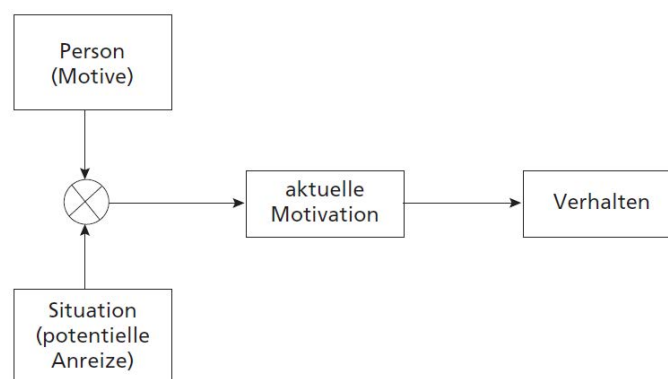 Person
(Motive)
aktuelle
Motivation
Verhalten
Situation
(potentielle
Anreize)